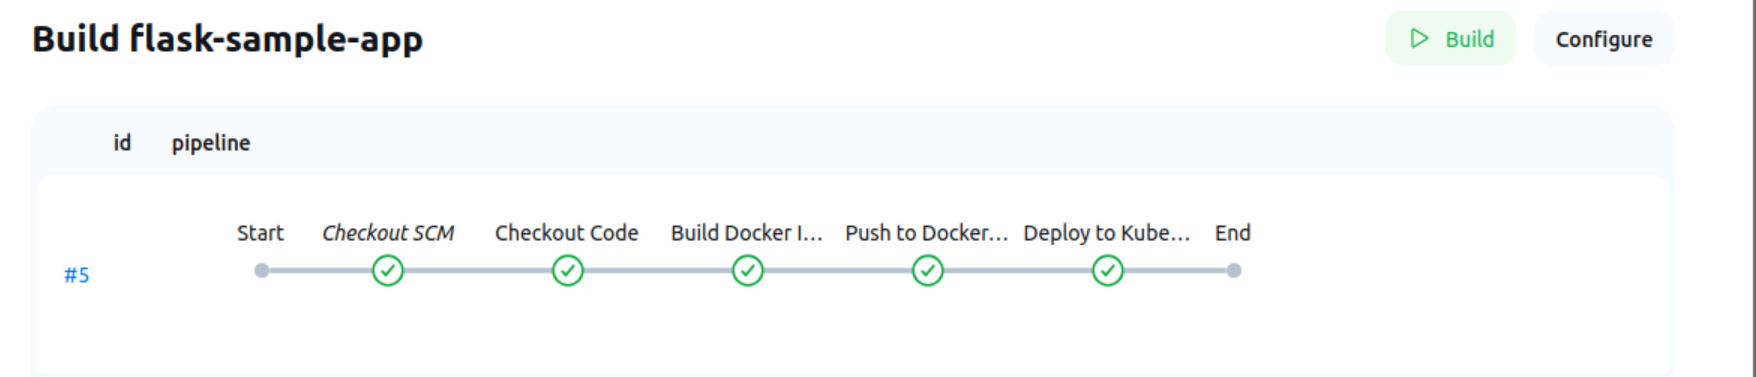 Build flask-sample-app
Build
Configure
id pipeline
Start Checkout SCM Checkout Code Build Docker I... Push to Docker... Deploy to Kube... End
#5